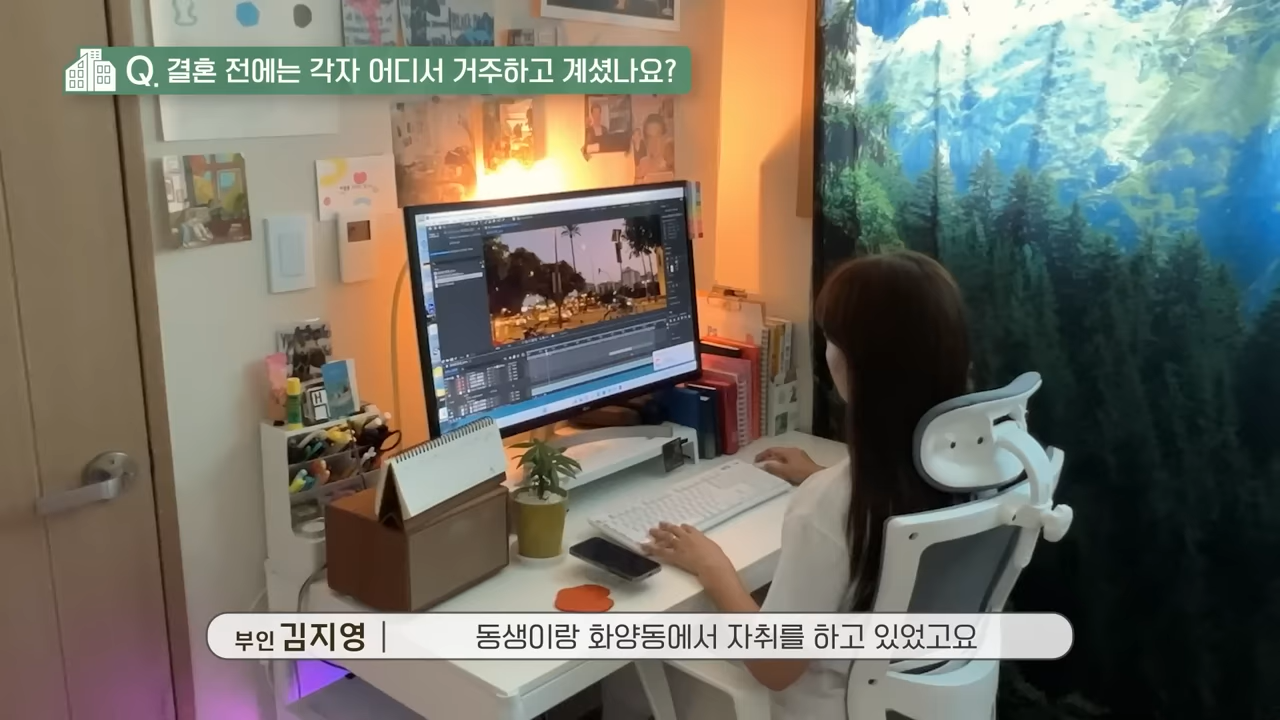 Q. 결혼 전에는 각자 어디서 거주하고 계셨나요?
부인 김지영 | 동생이랑 화양동에서 자취를 하고 있었고요